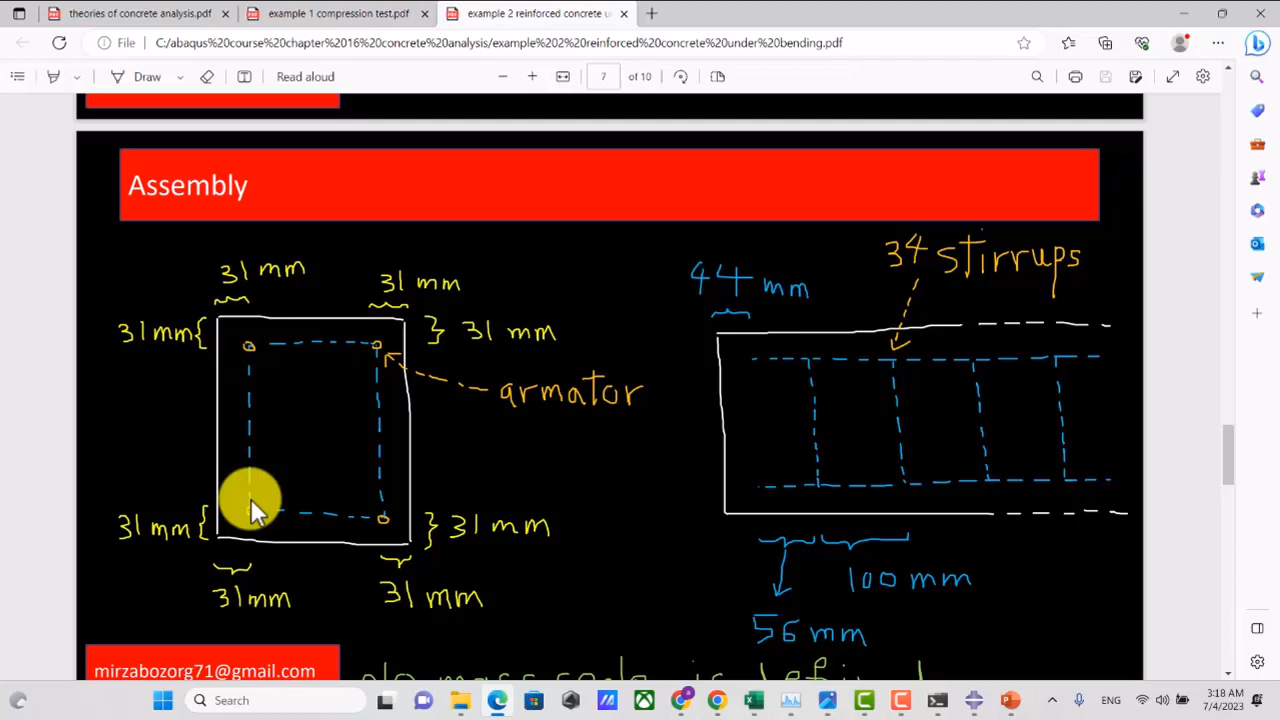 theories of concrete analysis.pdf
example 1 compression test.pdf
example 2 reinforced concrete u
File
C:/abaqus%20course%20chapter%2016%20concrete%20analysis/example%202%20reinforced%20concrete%20under%20bending.pdf
Draw
Read aloud
7 of 10
Assembly
31 mm
31 mm
31 mm
31 mm
armator
31 mm
31 mm
31 mm
31 mm
44 mm
34 stirrups
100 mm
56 mm
mirzabozorg71@gmail.com
Search
ENG
3:18 AM
7/4/2023